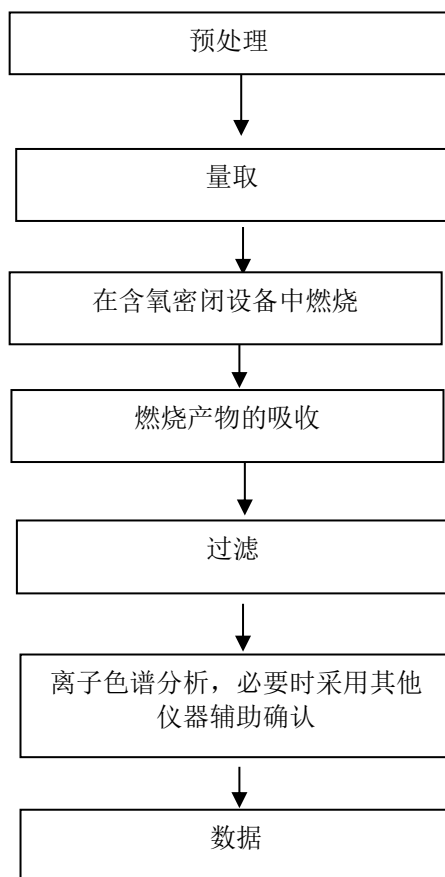 预处理
量取
在含氧密闭设备中燃烧
燃烧产物的吸收
过滤
离子色谱分析，必要时采用其他
仪器辅助确认
数据